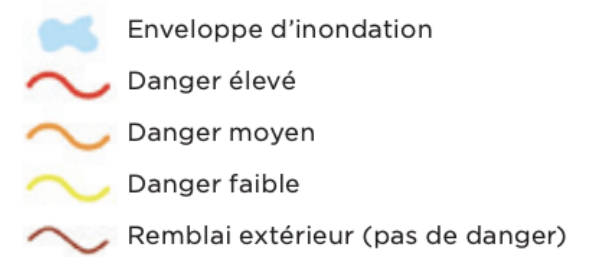 Enveloppe d’inondation
Danger élevé
Danger moyen
Danger faible
Remblai extérieur (pas de danger)